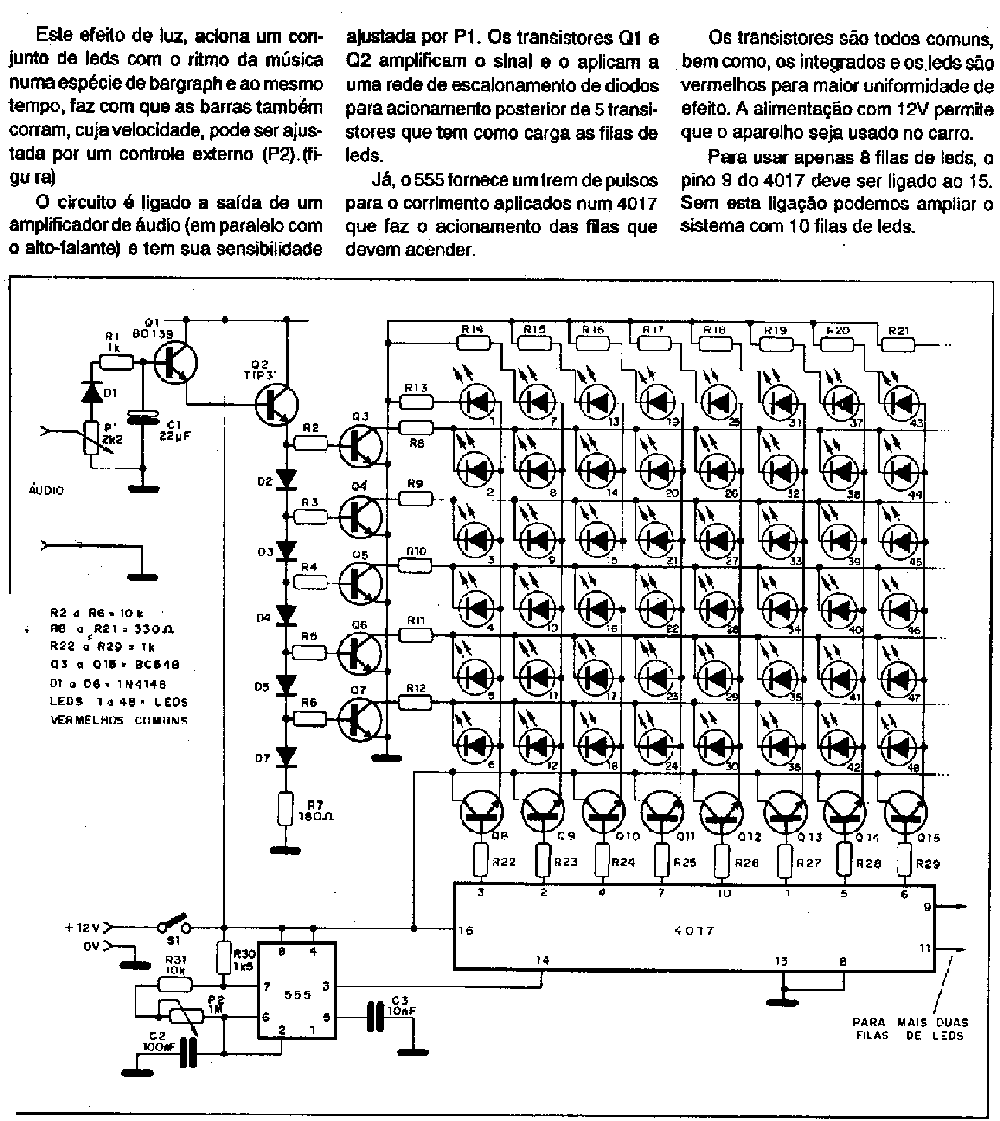 Este efeito de luz, aciona um con-
junto de leds com o ritmo da música
numa espécie de bargraph e ao mesmo
tempo, faz com que as barras também
corram, cuja velocidade, pode ser ajus-
tada por um controle externo (P2).(fi-
gu ra)
O circuito é ligado a saída de um
amplificador de áudio (em paralelo com
o alto-falante) e tem sua sensibilidade
ajustada por P1. Os transistores Q1 e
Q2 amplificam o sinal e o aplicam a
uma rede de escalonamento de diodos
para acionamento posterior de 5 transi-
stores que tem como carga as filas de
leds.
Já, o 555 fornece um trem de pulsos
para o corrimento aplicados num 4017
que faz o acionamento das filas que
devem acender.
Os transistores são todos comuns,
bem como, os integrados e os leds são
vermelhos para maior uniformidade de
efeito. A alimentação com 12V permite
que o aparelho seja usado no carro.
Para usar apenas 8 filas de leds, o
pino 9 do 4017 deve ser ligado ao 15.
Sem esta ligação podemos ampliar o
sistema com 10 filas de leds.
Q1
BD139
R1
1k
D1
P1
2k2
C1
22µF
ÁUDIO
Q2
TIP31
R2
Q3
R13
R8
D2
R3
Q4
R9
D3
R4
Q5
R10
D4
R5
Q6
R11
D5
R6
Q7
R12
D7
R7
180Ω
R14 R15 R16 R17 R18 R19 R20 R21
1 7 13 19 25 31 37 43
2 8 14 20 26 32 38 44
3 9 15 21 27 33 39 45
4 10 16 22 28 34 40 46
5 11 17 23 29 35 41 47
6 12 18 24 30 36 42 48
Q8 Q9 Q10 Q11 Q12 Q13 Q14 Q15
R22 R23 R24 R25 R26 R27 R28 R29
3 2 4 7 10 1 5 6
R2 a R6 = 10k
R8 a R21 = 330Ω
R22 a R29 = 1k
Q3 a Q15 = BC548
D1 a D6 = 1N4148
LEDS 1 a 48 = LEDS
VERMELHOS COMUNS
+12V
0V
S1
16
4017
9
11
14
13
8
R30
1k5
R31
10k
P2
1M
C2
100nF
8 4
7
555
3
6
5
2 1
C3
10nF
PARA MAIS DUAS
FILAS DE LEDS